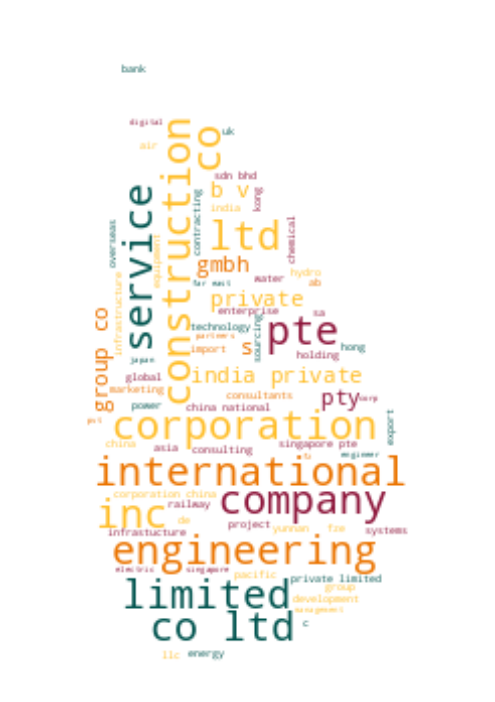 bank
digital
uk
air
construction
co
sdn bhd
service
b v
kong
india
contracting
overseas
ltd
chemical
equipment
gmbh
water
hydro
far east
ab
infrastructure
private
enterprise
sa
group co
pte
technology
sourcing
partners
s
import
hong
holding
japan
global
india private
marketing
consultants
pty
corp
power
china national
export
corporation
china
asia
consulting
singapore pte
engineer
international
corporation china
company
railway
inc
de
project
yunnan
fze
systems
infrastucture
engineering
electric
singapore
pacific
private limited
group
limited
development
management
co ltd
c
llc
energy